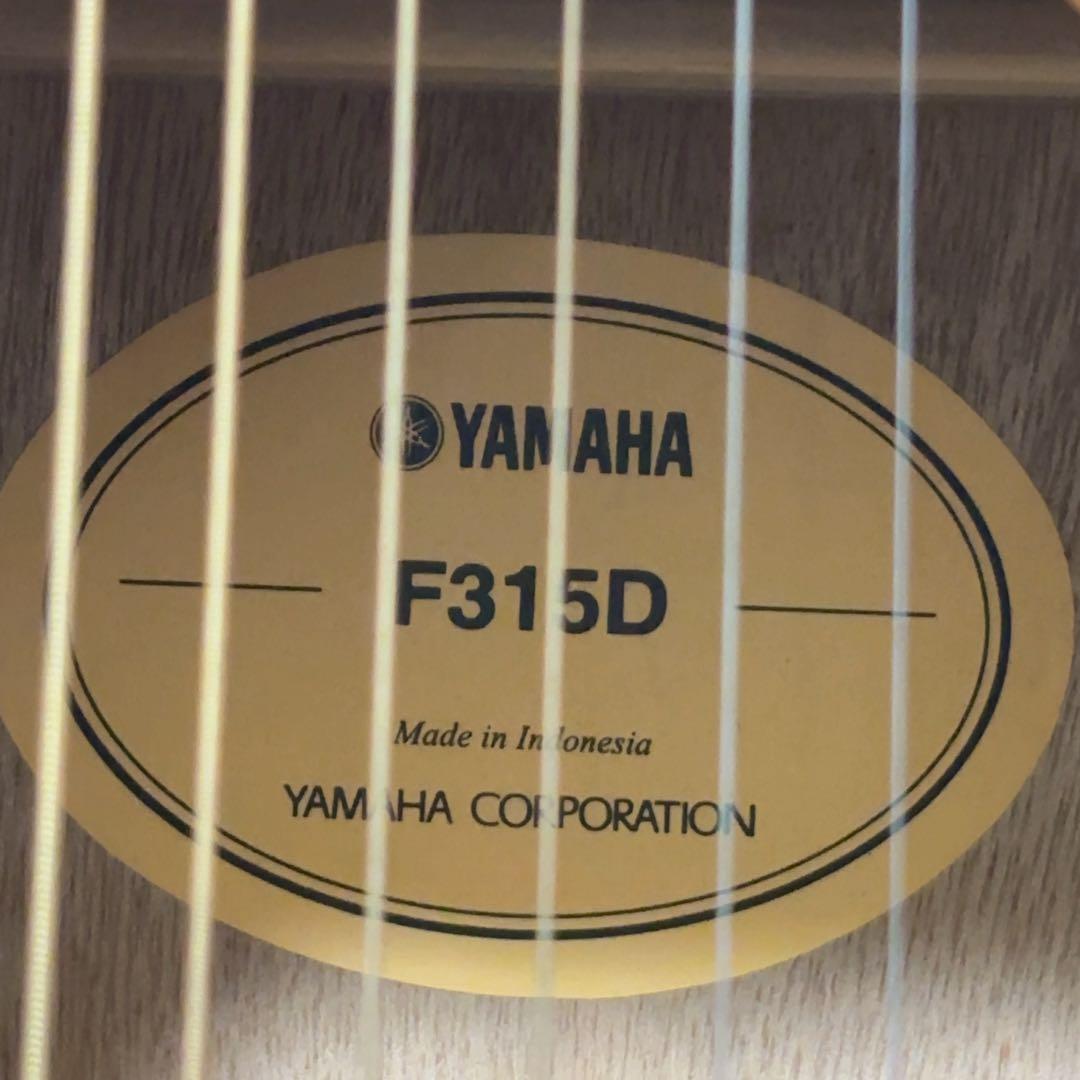 YAMAHA
F315D
Made in Indonesia
YAMAHA CORPORATION